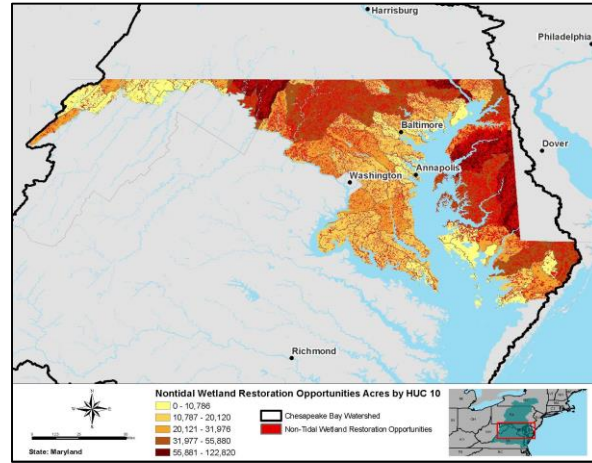 Harrisburg
Philadelphia
Baltimore
Dover
Annapolis
Washington
Richmond
Nontidal Wetland Restoration Opportunities Acres by HUC 10
0 - 10,786
10,787 - 20,120
20,121 - 31,976
31,977 - 55,880
55,881 - 122,820
Chesapeake Bay Watershed
Non-Tidal Wetland Restoration Opportunities
State: Maryland